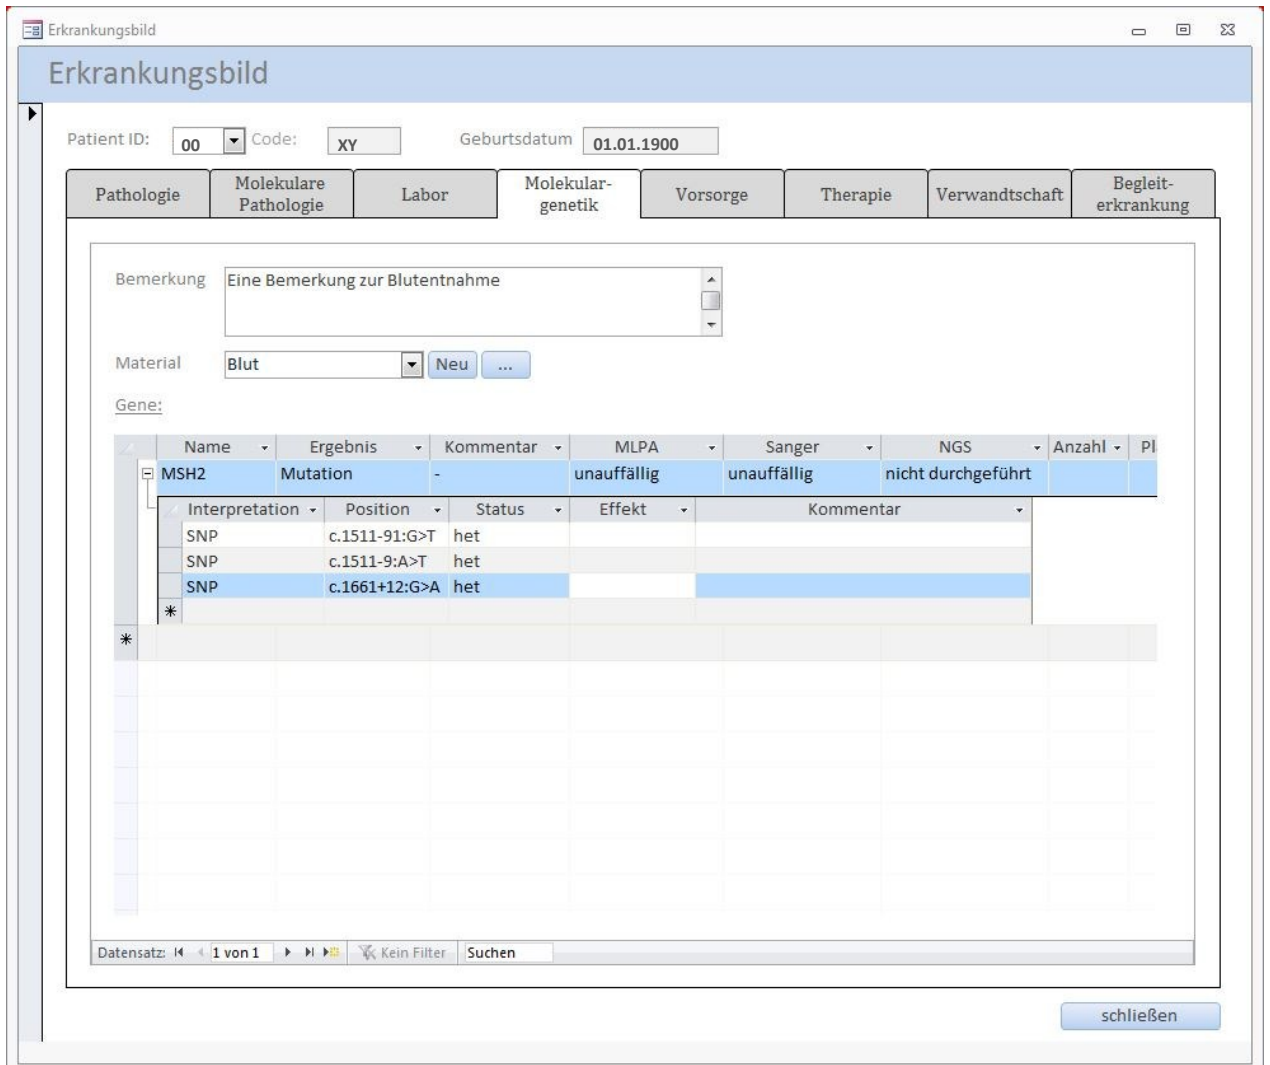 Erkrankungsbild
Erkrankungsbild
Patient ID: 00 Code: XY Geburtsdatum 01.01.1900
Pathologie Molekulare Pathologie Labor Molekular-genetik Vorsorge Therapie Verwandtschaft Begleit-erkrankung
Bemerkung Eine Bemerkung zur Blutentnahme
Material Blut Neu ...
Gene:
Name Ergebnis Kommentar MLPA Sanger NGS Anzahl Pl
MSH2 Mutation - unauffällig unauffällig nicht durchgeführt
Interpretation Position Status Effekt Kommentar
SNP c.1511-91:G>T het
SNP c.1511-9:A>T het
SNP c.1661+12:G>A het
Datensatz: 1 von 1 Kein Filter Suchen
schließen